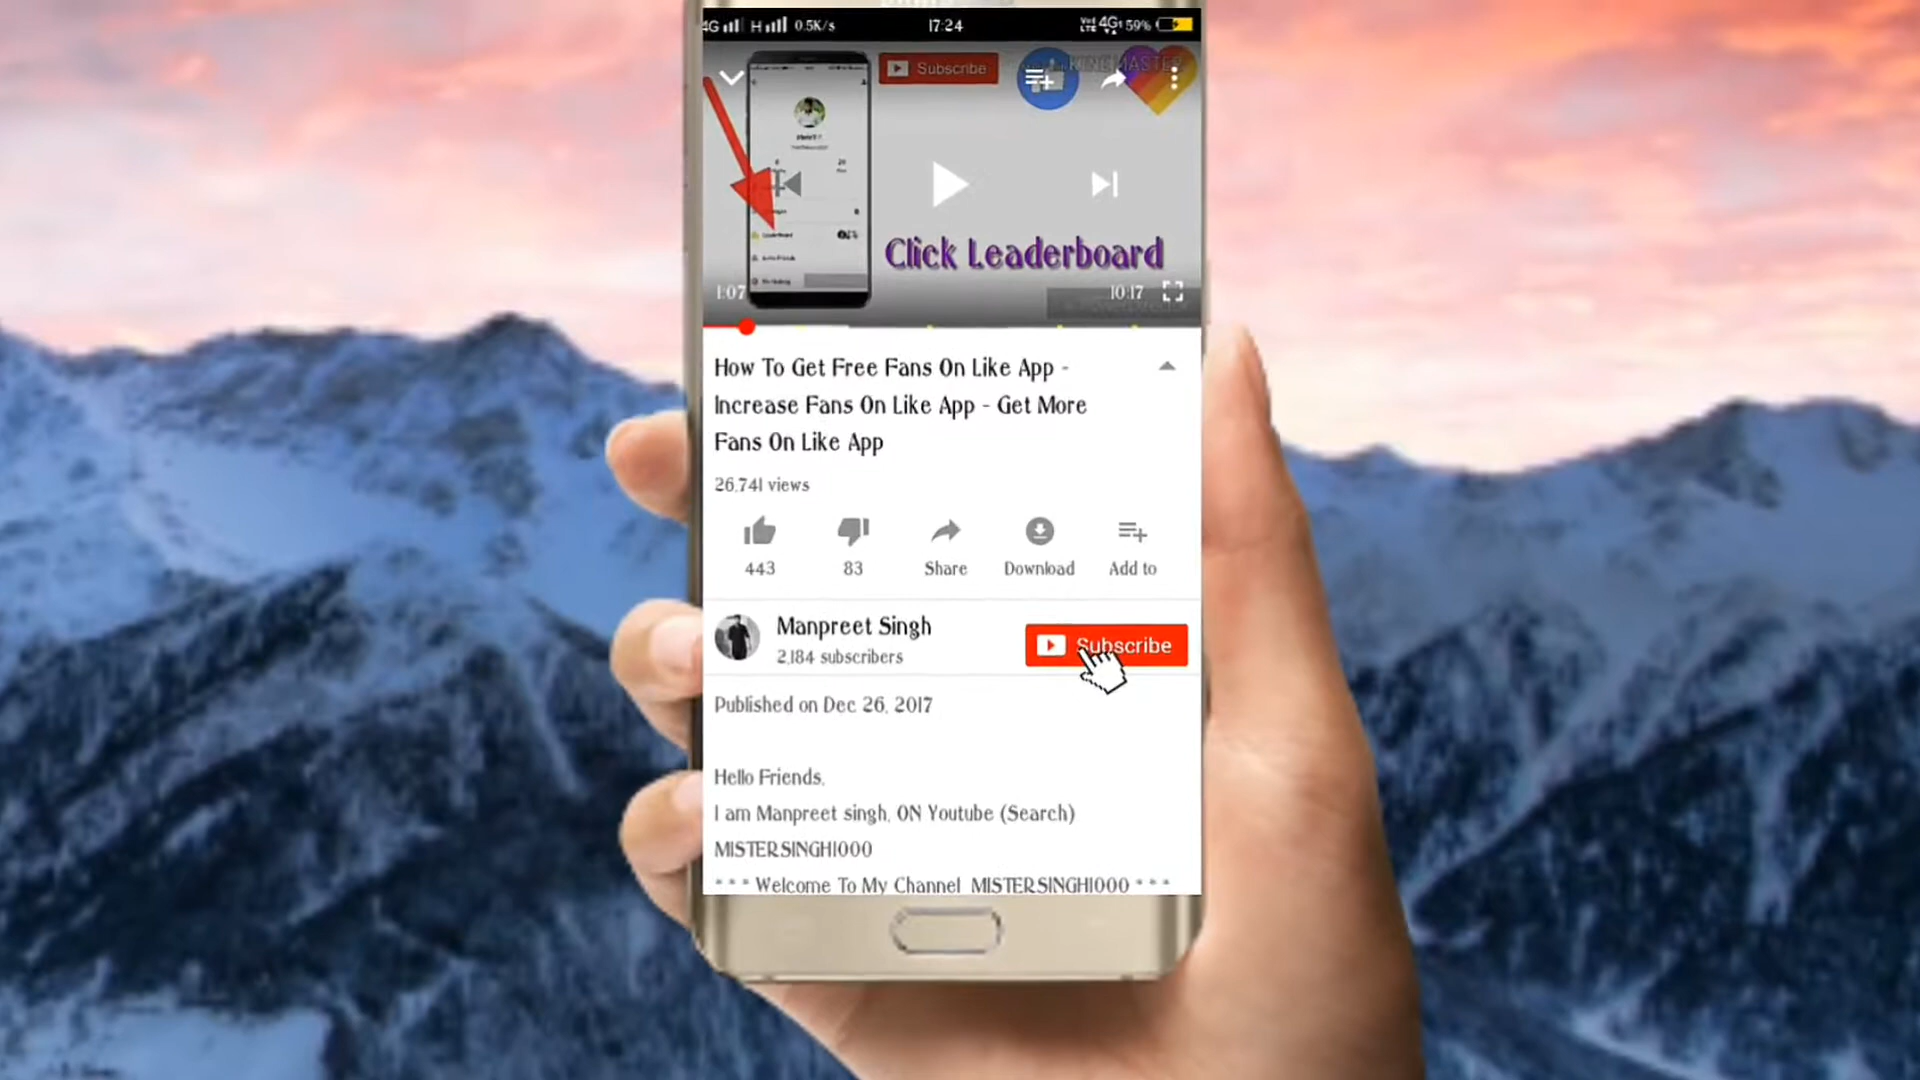 4G H 0.5K/s 17:24 4G 59%
Subscribe KINEMASTER
Click Leaderboard
1:07 10:17
How To Get Free Fans On Like App -
Increase Fans On Like App - Get More
Fans On Like App
26,741 views
443 83 Share Download Add to
Manpreet Singh
2,184 subscribers
Subscribe
Published on Dec 26, 2017
Hello Friends,
I am Manpreet singh, ON Youtube (Search)
MISTERSINGH1000
* * * Welcome To My Channel MISTERSINGH1000 * * *